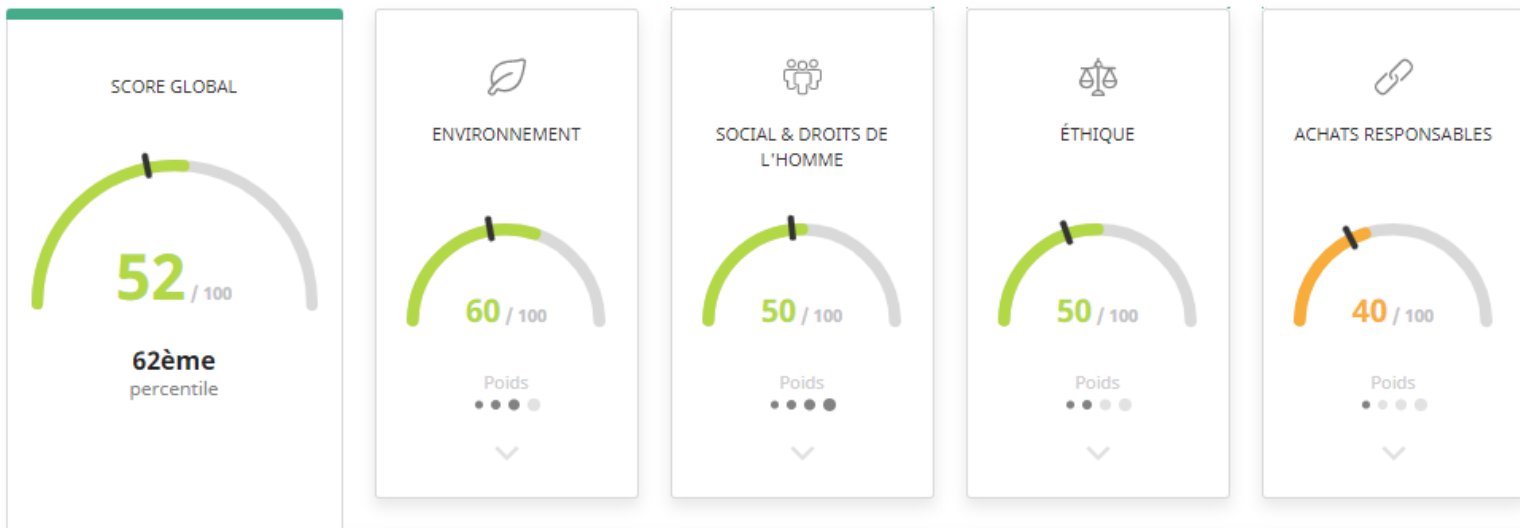 SCORE GLOBAL
52 / 100
62ème
percentile
ENVIRONNEMENT
60 / 100
Poids
SOCIAL & DROITS DE
L'HOMME
50 / 100
Poids
ÉTHIQUE
50 / 100
Poids
ACHATS RESPONSABLES
40 / 100
Poids